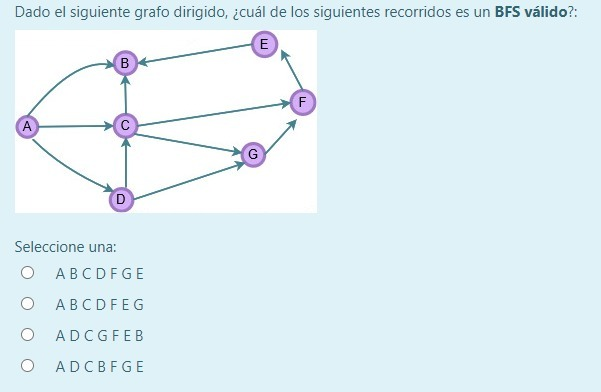 Dado el siguiente grafo dirigido, ¿cuál de los siguientes recorridos es un BFS válido?:
E
B
F
A
C
G
D
Seleccione una:
A B C D F G E
A B C D F E G
A D C G F E B
A D C B F G E